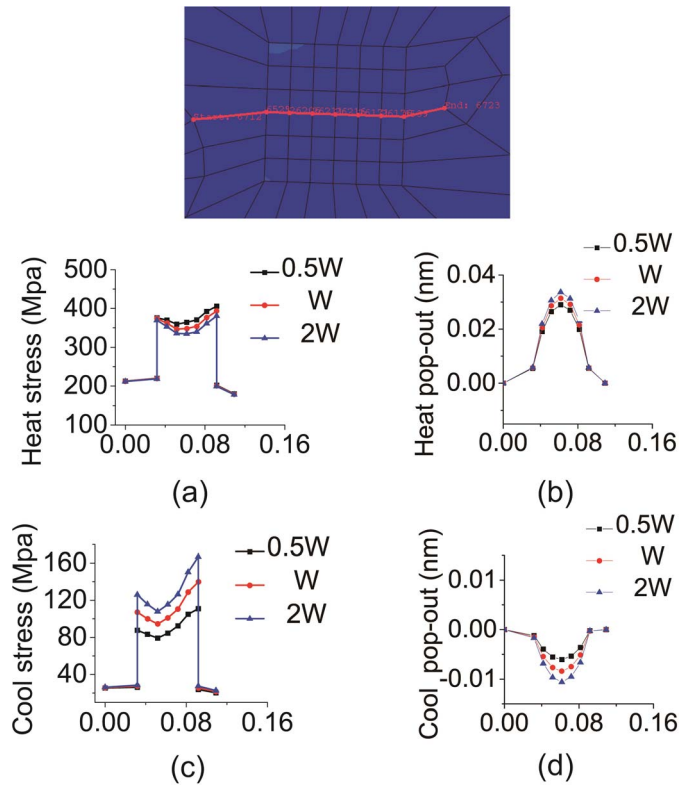 End: 6723
500
400
300
200
100
Heat stress (Mpa)
0.00 0.08 0.16
0.5W
W
2W
(a)
0.04
0.02
0.00
Heat pop-out (nm)
0.00 0.08 0.16
0.5W
W
2W
(b)
160
120
80
40
Cool stress (Mpa)
0.00 0.08 0.16
0.5W
W
2W
(c)
0.01
0.00
-0.01
Cool pop-out (nm)
0.00 0.08 0.16
0.5W
W
2W
(d)